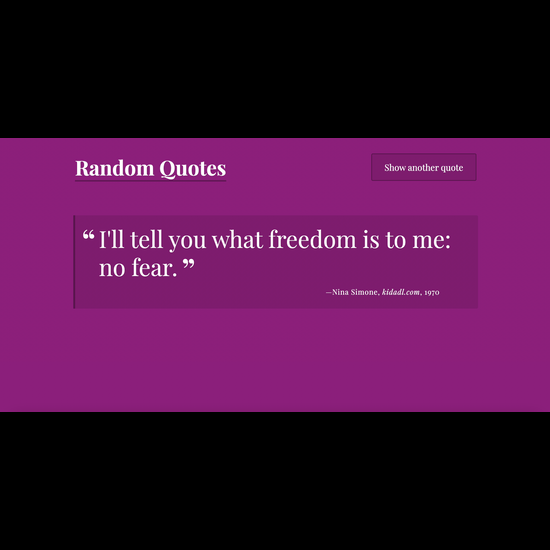 Random Quotes
Show another quote
“ I'll tell you what freedom is to me:
no fear. ”
—Nina Simone, kidadl.com, 1970